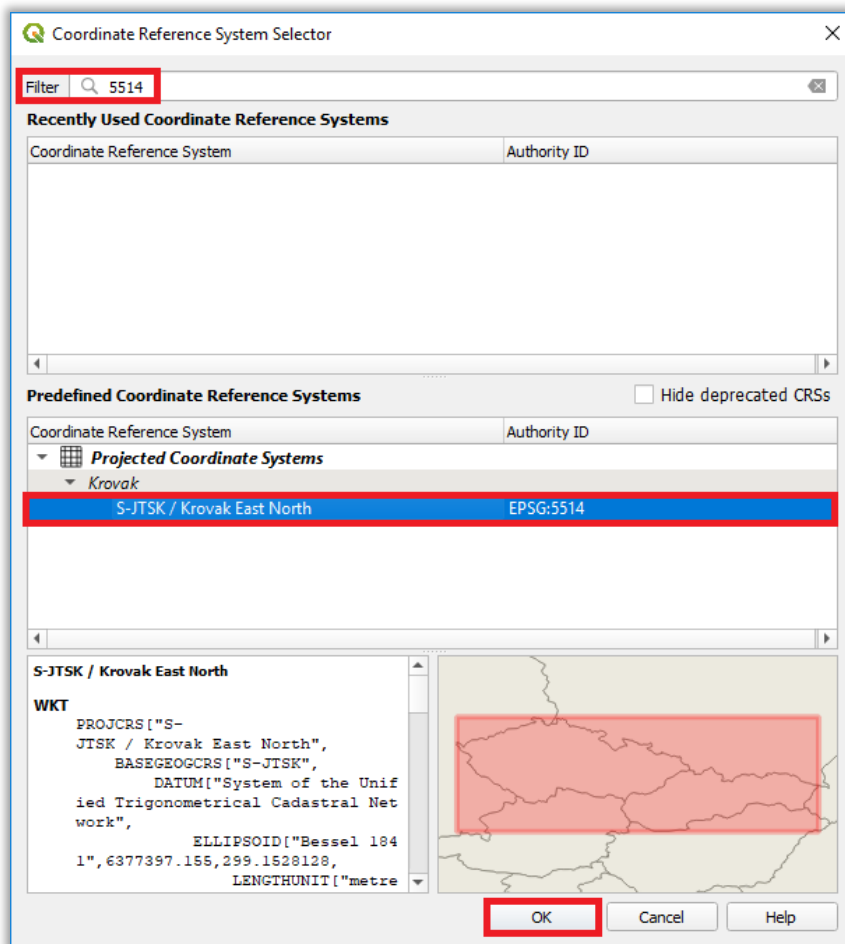 Coordinate Reference System Selector
Filter 5514
Recently Used Coordinate Reference Systems
Coordinate Reference System Authority ID
Predefined Coordinate Reference Systems Hide deprecated CRSs
Coordinate Reference System Authority ID
Projected Coordinate Systems
Krovak
S-JTSK / Krovak East North EPSG:5514
S-JTSK / Krovak East North
WKT
PROJCRS["S-
JTSK / Krovak East North",
BASEGEOGCRS["S-JTSK",
DATUM["System of the Unif
ied Trigonometrical Cadastral Net
work",
ELLIPSOID["Bessel 184
1",6377397.155,299.1528128,
LENGTHUNIT["metre
OK Cancel Help